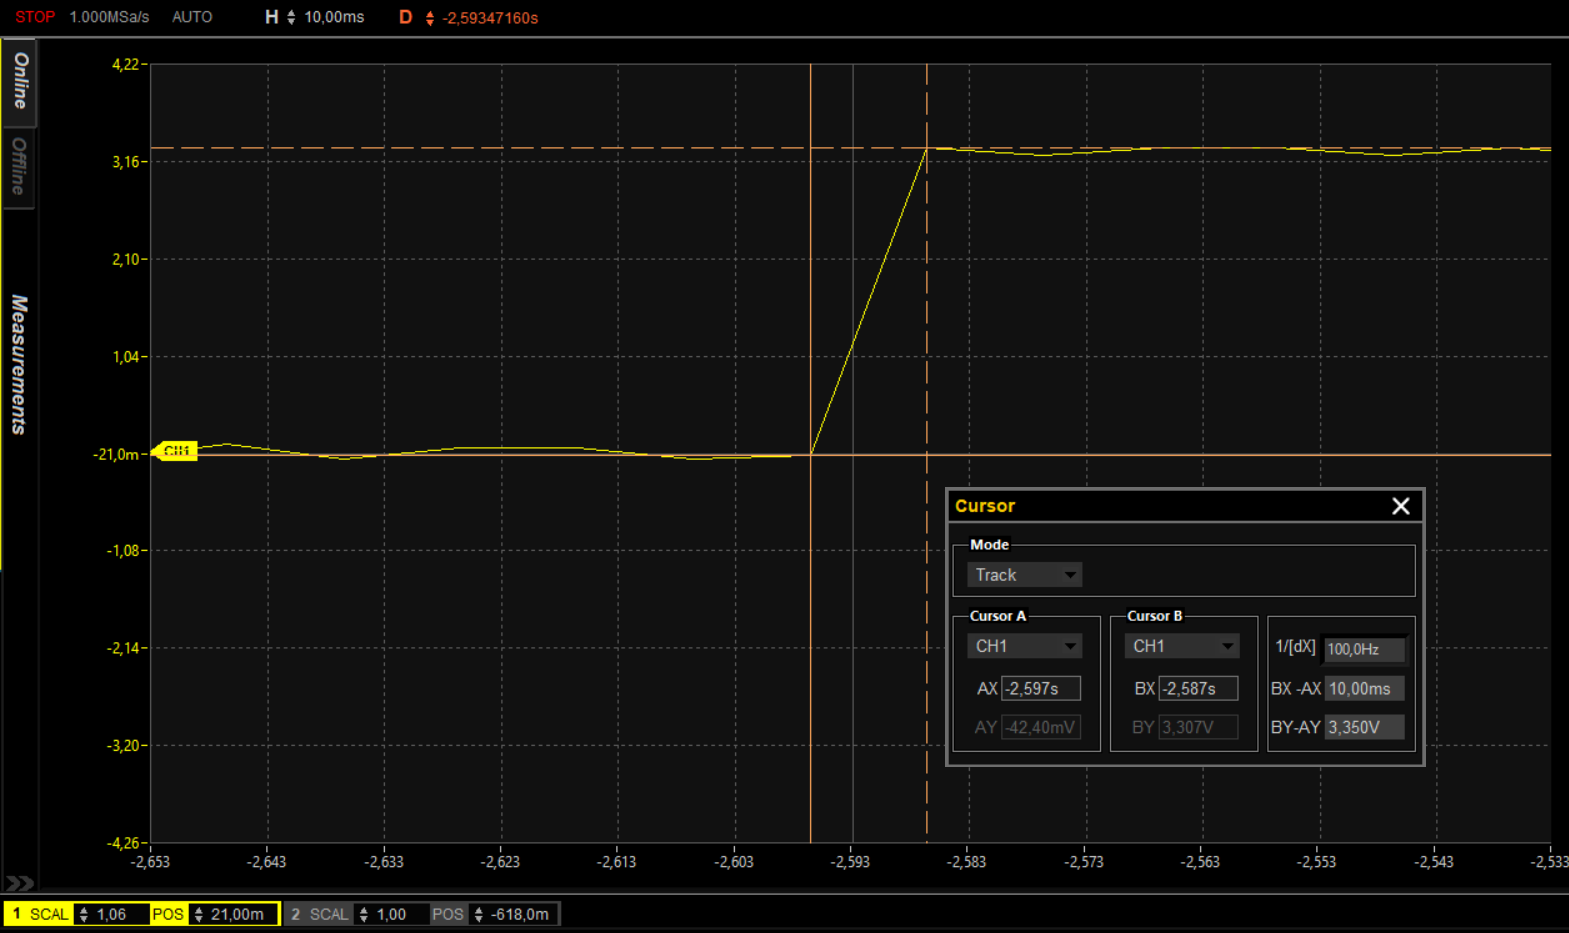 STOP 1.000MSa/s AUTO H 10,00ms D -2,59347160s
Online
Offline
Measurements
4,22
3,16
2,10
1,04
-21,0m
-1,08
-2,14
-3,20
-4,26
CH1
-2,653 -2,643 -2,633 -2,623 -2,613 -2,603 -2,593 -2,583 -2,573 -2,563 -2,553 -2,543 -2,533
Cursor
Mode
Track
Cursor A Cursor B
CH1 CH1 1/[dX] 100,0Hz
AX -2,597s BX -2,587s BX -AX 10,00ms
AY -42,40mV BY 3,307V BY-AY 3,350V
1 SCAL 1,06 POS 21,00m 2 SCAL 1,00 POS -618,0m